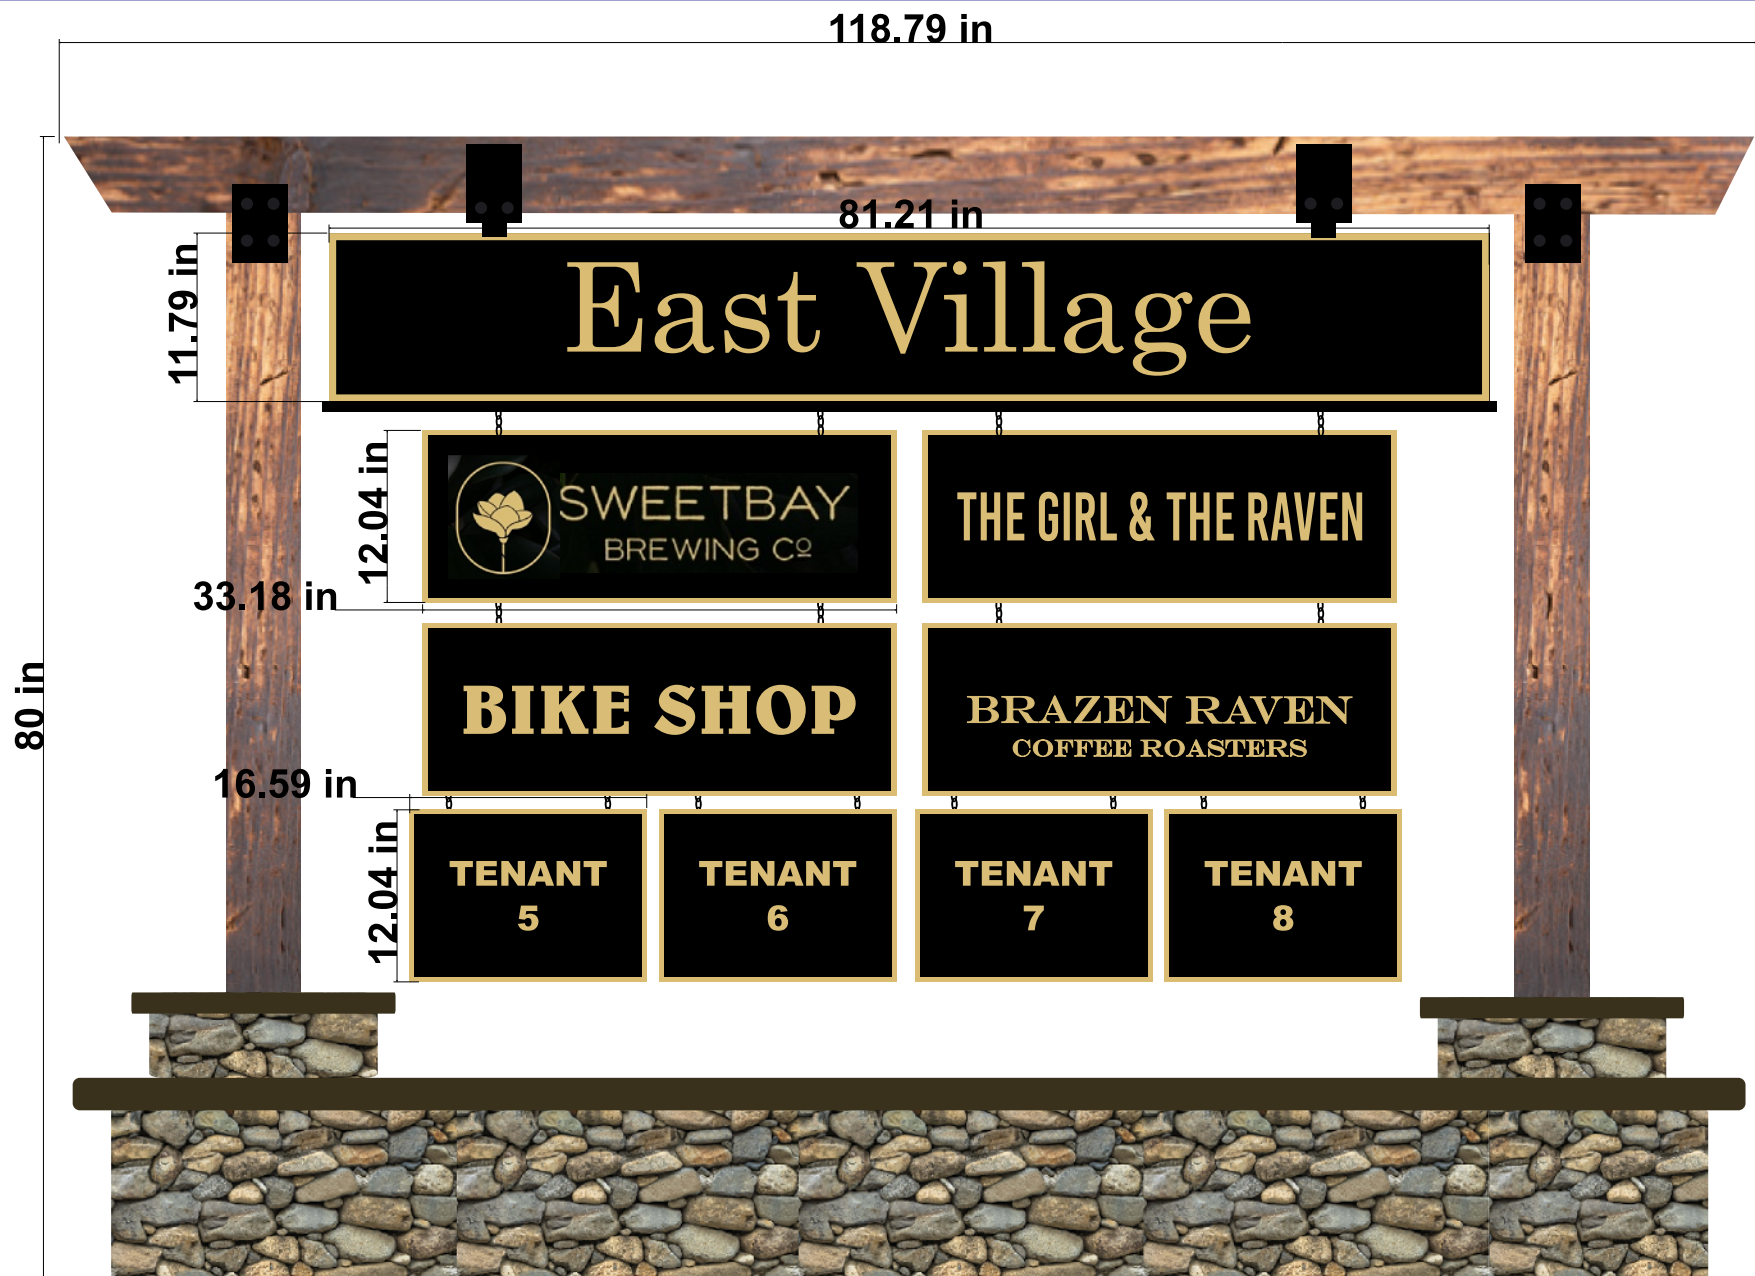 118.79 in
81.21 in
11.79 in
East Village
12.04 in
SWEETBAY
BREWING Cº
THE GIRL & THE RAVEN
33.18 in
80 in
BIKE SHOP
BRAZEN RAVEN
COFFEE ROASTERS
16.59 in
12.04 in
TENANT
5
TENANT
6
TENANT
7
TENANT
8